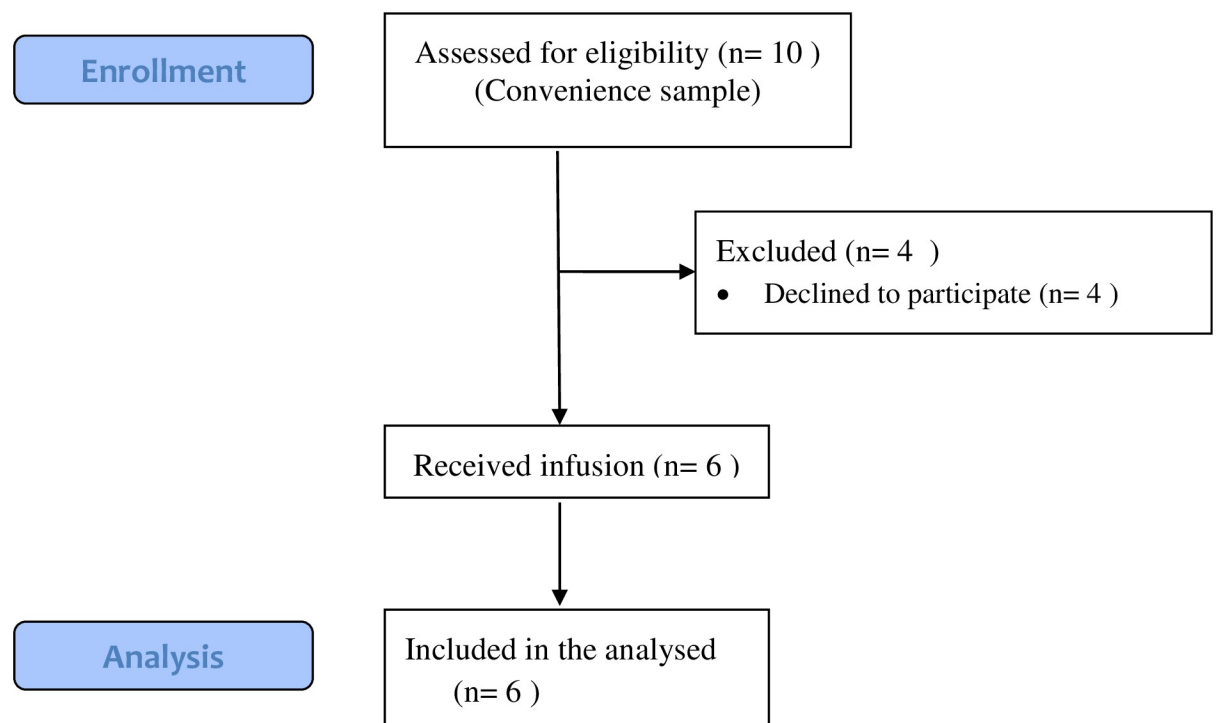 Enrollment
Assessed for eligibility (n= 10 )
(Convenience sample)
Excluded (n= 4 )
• Declined to participate (n= 4 )
Received infusion (n= 6 )
Analysis
Included in the analysed
(n= 6 )